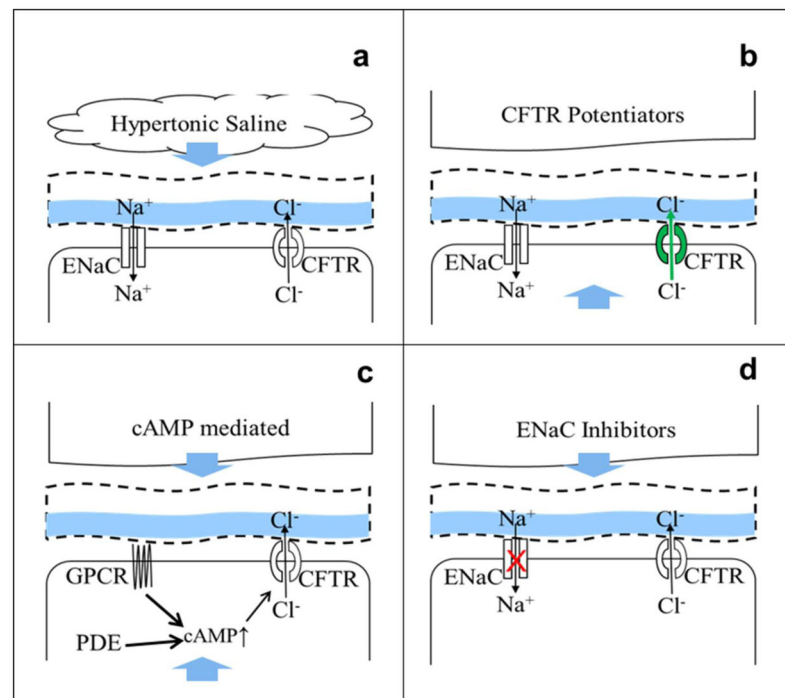 a
Hypertonic Saline
Na⁺ Cl⁻
ENaC CFTR
Na⁺ Cl⁻
b
CFTR Potentiators
Na⁺ Cl⁻
ENaC CFTR
Na⁺ Cl⁻
c
cAMP mediated
Cl⁻
GPCR CFTR
Cl⁻
PDE cAMP↑
d
ENaC Inhibitors
Na⁺ Cl⁻
ENaC CFTR
Na⁺ Cl⁻